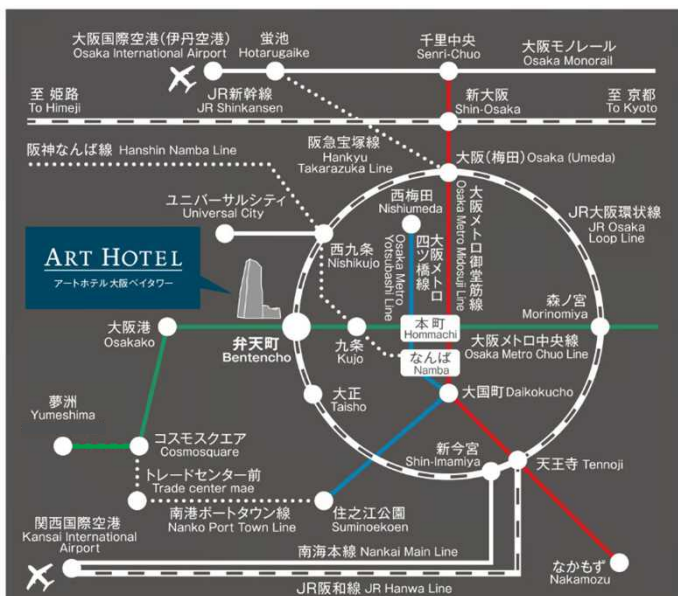 大阪国際空港(伊丹空港)
Osaka International Airport
蛍池
Hotarugaike
千里中央
Senri-Chuo
大阪モノレール
Osaka Monorail
至 姫路
To Himeji
JR新幹線
JR Shinkansen
新大阪
Shin-Osaka
至 京都
To Kyoto
阪神なんば線 Hanshin Namba Line
阪急宝塚線
Hankyu
Takarazuka Line
大阪(梅田) Osaka (Umeda)
ユニバーサルシティ
Universal City
西梅田
Nishiumeda
大阪メトロ御堂筋線
Osaka Metro Midosuji Line
JR大阪環状線
JR Osaka
Loop Line
ART HOTEL
アートホテル 大阪ベイタワー
西九条
Nishikujo
大阪メトロ
四ツ橋線
Osaka Metro
Yotsubashi Line
大阪港
Osakako
弁天町
Bentencho
九条
Kujo
本町
Hommachi
森ノ宮
Morinomiya
大阪メトロ中央線
Osaka Metro Chuo Line
なんば
Namba
夢洲
Yumeshima
大正
Taisho
大国町 Daikokucho
コスモスクエア
Cosmosquare
新今宮
Shin-Imamiya
天王寺 Tennoji
トレードセンター前
Trade center mae
南港ポートタウン線
Nanko Port Town Line
住之江公園
Suminoekoen
関西国際空港
Kansai International
Airport
南海本線 Nankai Main Line
なかもず
Nakamozu
JR阪和線 JR Hanwa Line